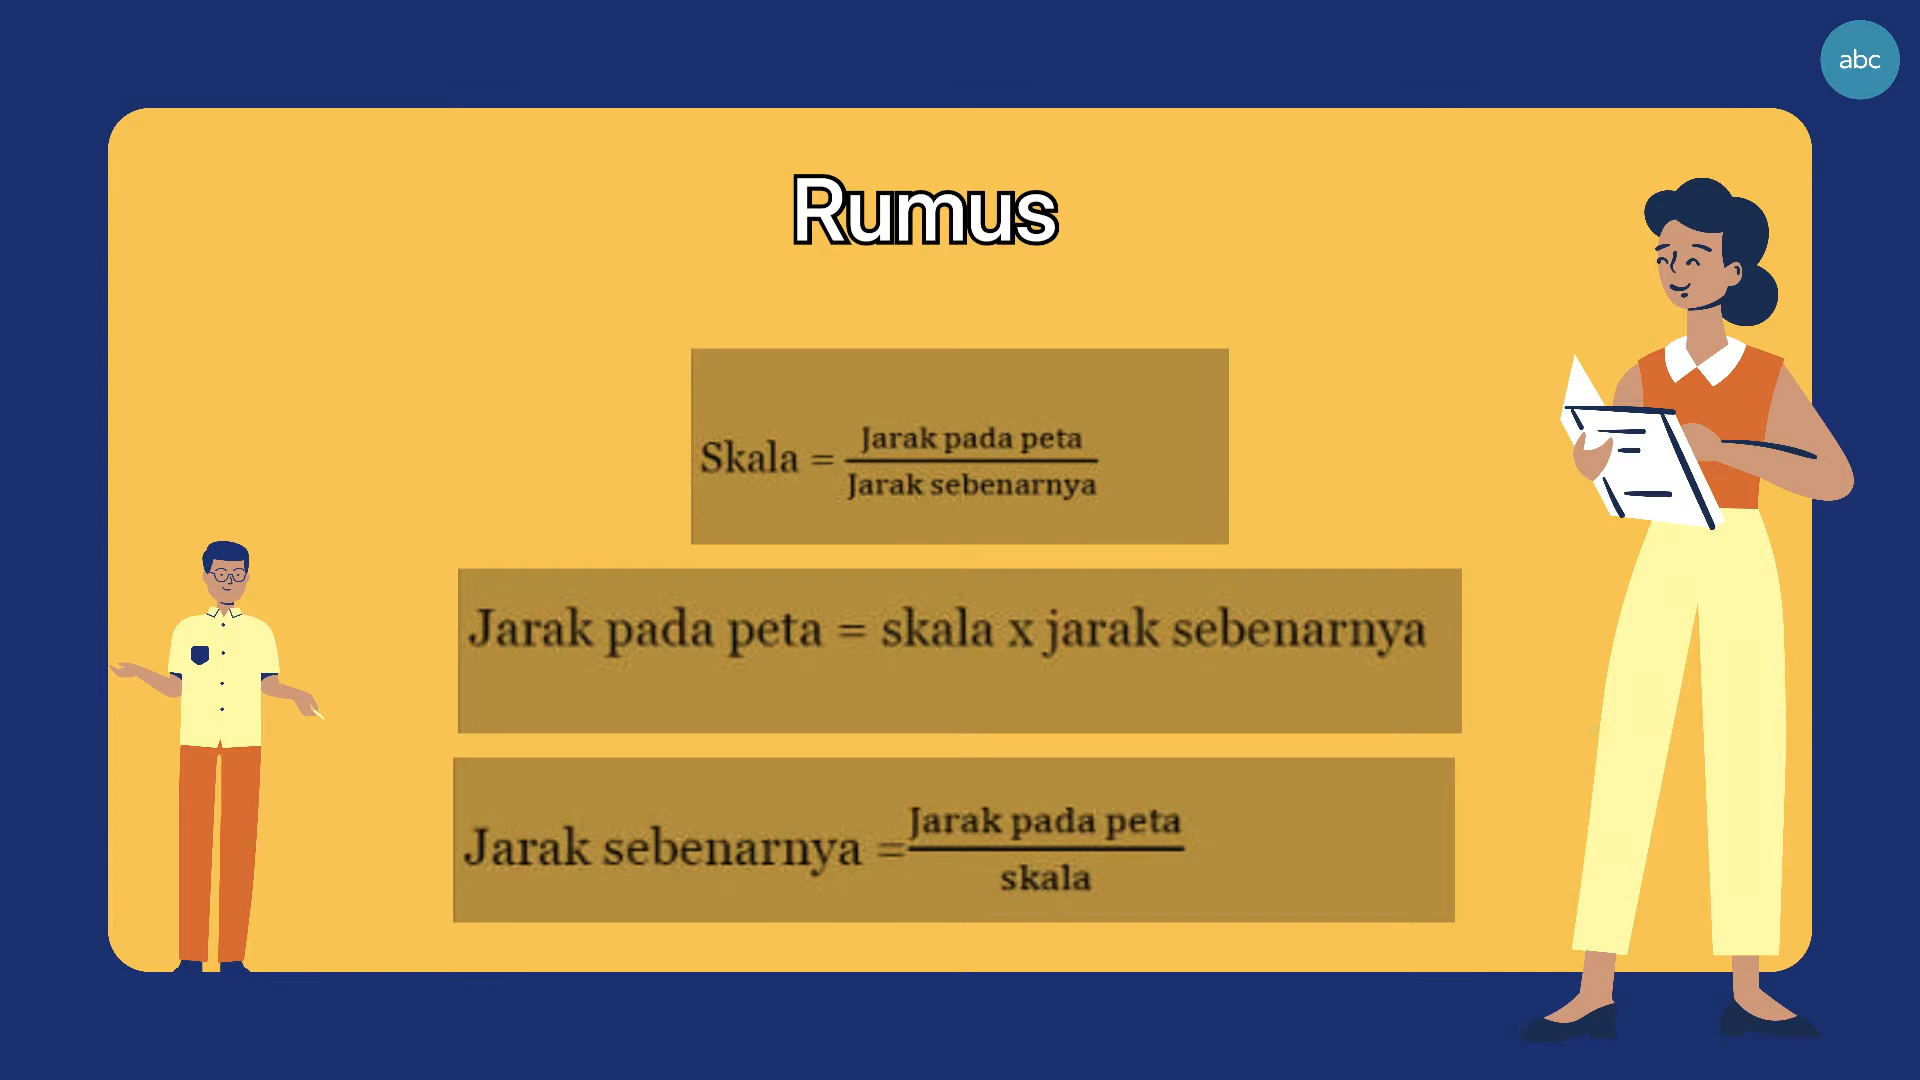 abc
Rumus
Skala = Jarak pada peta / Jarak sebenarnya
Jarak pada peta = skala x jarak sebenarnya
Jarak sebenarnya = Jarak pada peta / skala